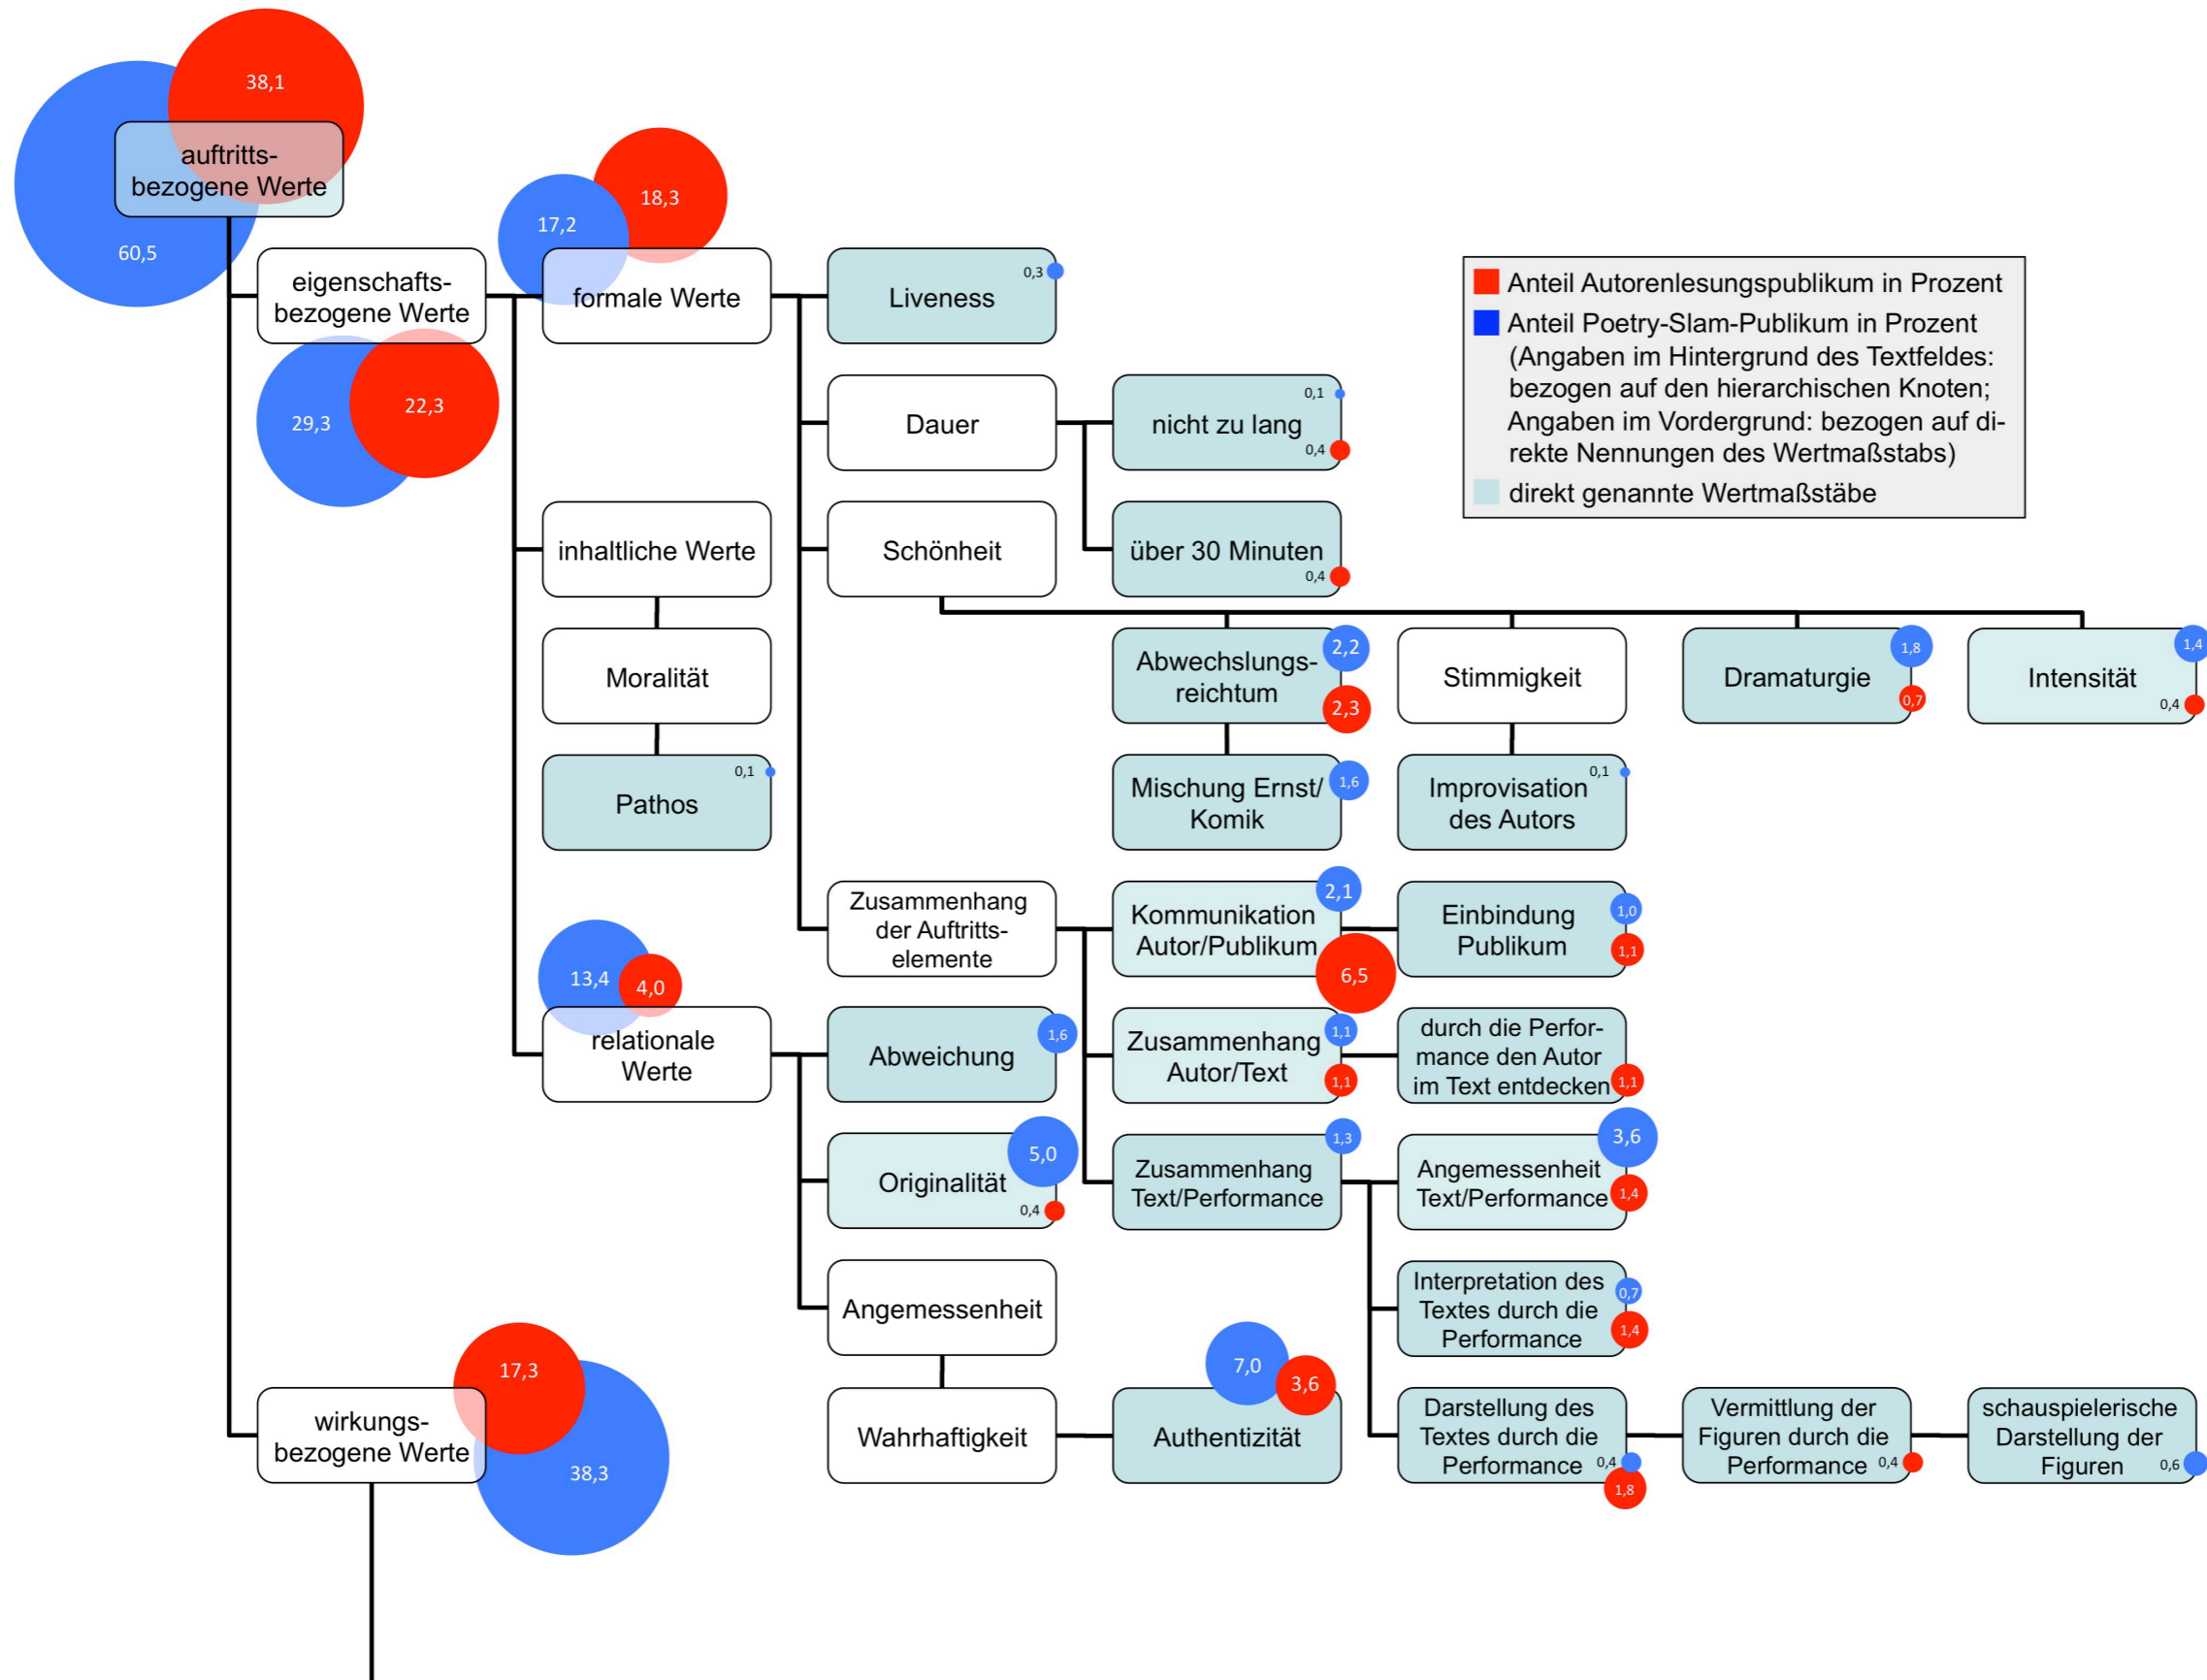 38,1
auftritts-
bezogene Werte
60,5
eigenschafts-
bezogene Werte
29,3
22,3
17,2
18,3
formale Werte
Liveness
0,3
Dauer
nicht zu lang
0,1
0,4
Schönheit
über 30 Minuten
0,4
Anteil Autorenlesungspublikum in Prozent
Anteil Poetry-Slam-Publikum in Prozent
(Angaben im Hintergrund des Textfeldes:
bezogen auf den hierarchischen Knoten;
Angaben im Vordergrund: bezogen auf di-
rekte Nennungen des Wertmaßstabs)
direkt genannte Wertmaßstäbe
inhaltliche Werte
Moralität
Pathos
0,1
Abwechslungs-
reichtum
2,2
2,3
Stimmigkeit
Dramaturgie
1,8
0,7
Intensität
1,4
0,4
Mischung Ernst/
Komik
1,6
Improvisation
des Autors
0,1
Zusammenhang
der Auftritts-
elemente
Kommunikation
Autor/Publikum
2,1
6,5
Einbindung
Publikum
1,0
1,1
13,4
4,0
relationale
Werte
Abweichung
1,6
Zusammenhang
Autor/Text
1,1
1,1
durch die Perfor-
mance den Autor
im Text entdecken
1,1
Originalität
5,0
0,4
Zusammenhang
Text/Performance
1,3
Angemessenheit
Text/Performance
3,6
1,4
Angemessenheit
Interpretation des
Textes durch die
Performance
0,7
1,4
17,3
wirkungs-
bezogene Werte
38,3
Wahrhaftigkeit
Authentizität
7,0
3,6
Darstellung des
Textes durch die
Performance
0,4
1,8
Vermittlung der
Figuren durch die
Performance
0,4
schauspielerische
Darstellung der
Figuren
0,6